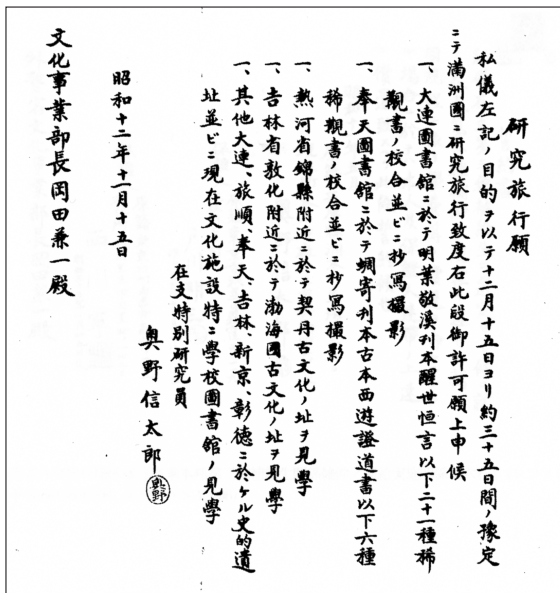 研究旅行願
私儀左記ノ目的ヲ以テ十二月十五日ヨリ約三十五日間ノ豫定
ニテ満洲國ニ研究旅行致度右此段御許可願上申候
一、大連圖書館ニ於テ明葉敬溪刊本醒世恒言以下二十一種稀
觀書ノ校合並ビニ抄寫撮影
一、奉天圖書館ニ於テ蜩寄刊本古本西遊證道書以下六種
稀觀書ノ校合並ビニ抄寫撮影
一、熱河省錦縣附近ニ於テ契丹古文化ノ址ヲ見學
一、吉林省敦化附近ニ於テ渤海國古文化ノ址ヲ見學
一、其他大連、旅順、奉天、吉林、新京、彰德ニ於ケル史的遺
址並ビニ現在文化施設特ニ學校圖書館ノ見學
在支特別研究員
奥野信太郎
奥野
昭和十二年十一月十五日
文化事業部長岡田兼一殿